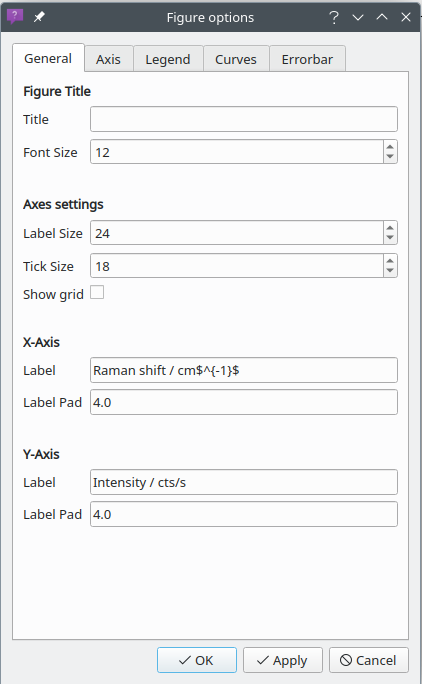 Figure options
General Axis Legend Curves Errorbar
Figure Title
Title
Font Size 12
Axes settings
Label Size 24
Tick Size 18
Show grid
X-Axis
Label Raman shift / cm$^{-1}$
Label Pad 4.0
Y-Axis
Label Intensity / cts/s
Label Pad 4.0
OK Apply Cancel